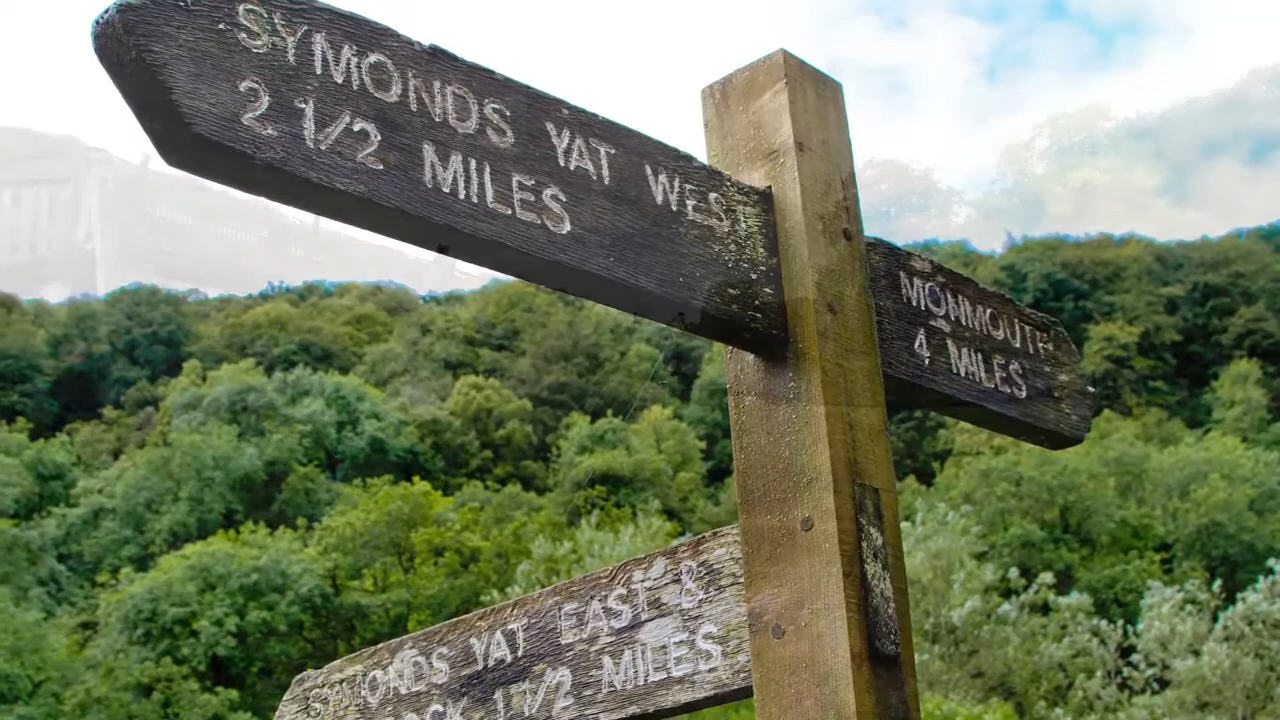 SYMONDS YAT WEST
2 1/2 MILES
MONMOUTH
4 MILES
SYMONDS YAT EAST &
1 1/2 MILES